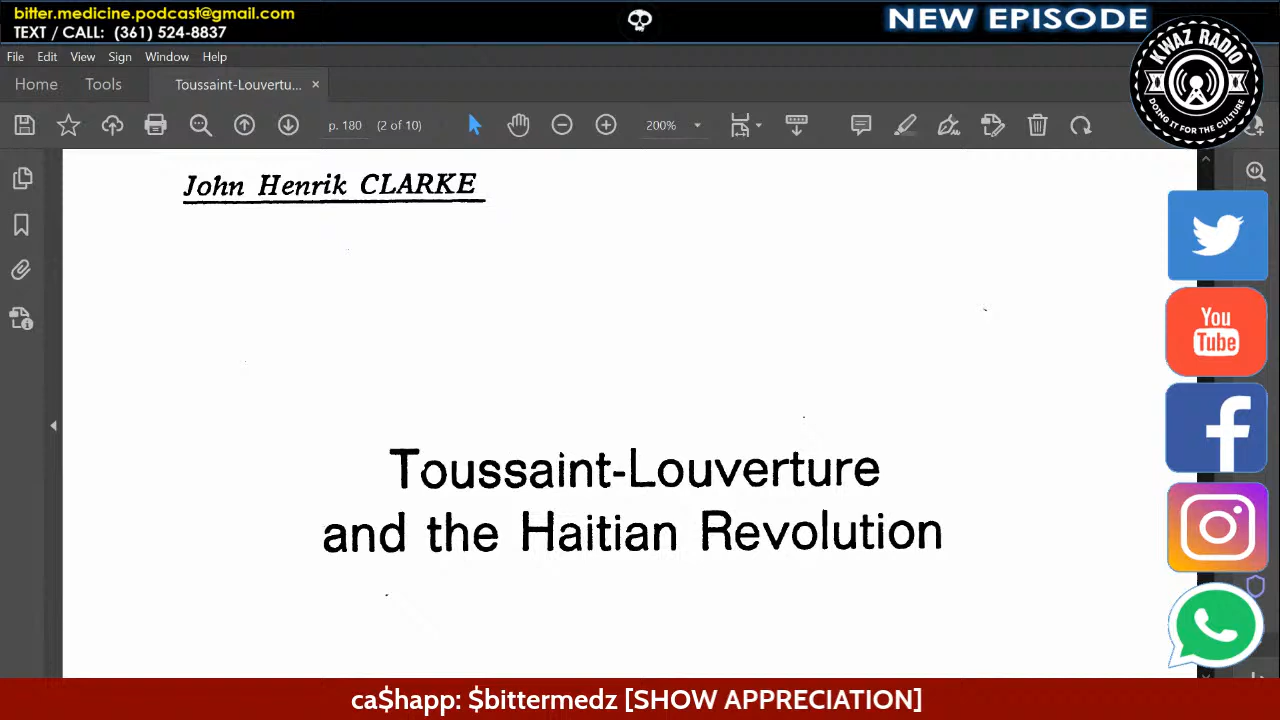 bitter.medicine.podcast@gmail.com
TEXT / CALL: (361) 524-8837
NEW EPISODE
KWAZ RADIO
DOING IT FOR THE CULTURE
File Edit View Sign Window Help
Home Tools Toussaint-Louvertu... ×
p. 180 (2 of 10) 200%
John Henrik CLARKE
Toussaint-Louverture
and the Haitian Revolution
You
Tube
ca$happ: $bittermedz [SHOW APPRECIATION]